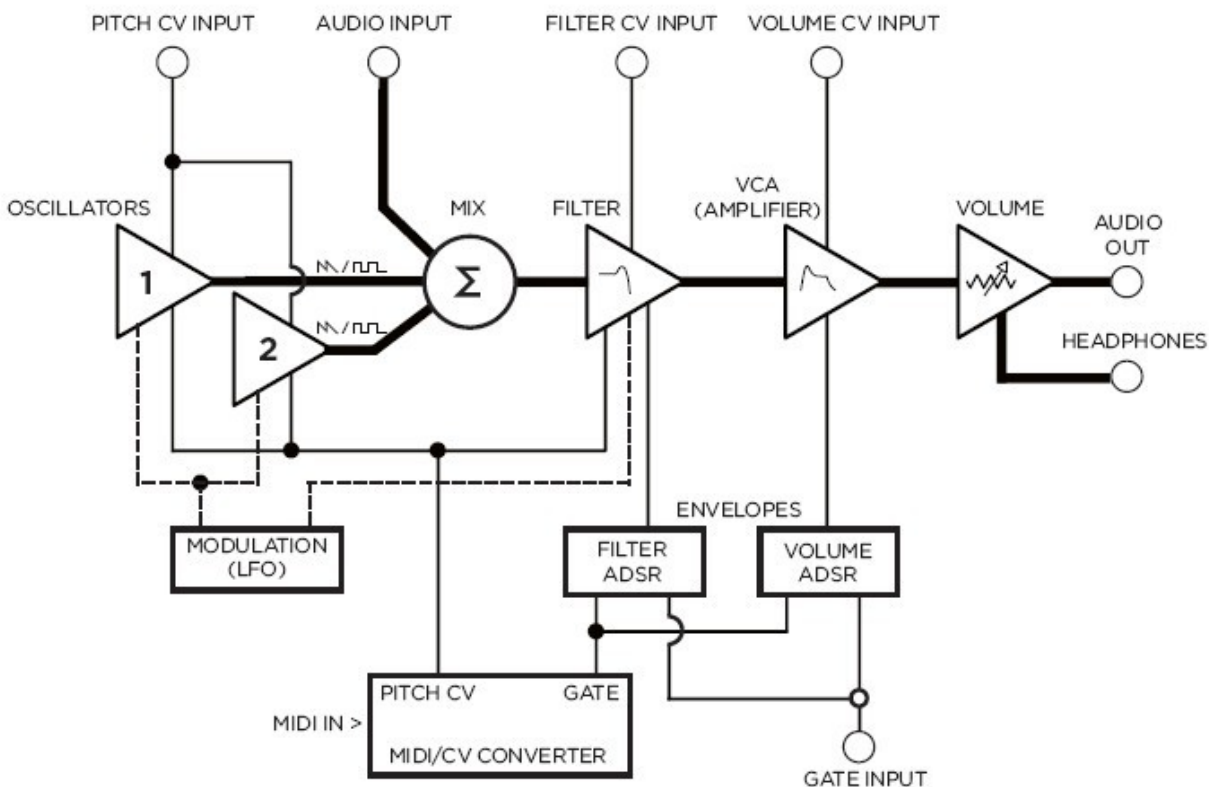 PITCH CV INPUT
AUDIO INPUT
FILTER CV INPUT
VOLUME CV INPUT
OSCILLATORS
MIX
FILTER
VCA
(AMPLIFIER)
VOLUME
AUDIO
OUT
1
Σ
2
HEADPHONES
ENVELOPES
MODULATION
(LFO)
FILTER
ADSR
VOLUME
ADSR
PITCH CV
GATE
MIDI IN >
MIDI/CV CONVERTER
GATE INPUT